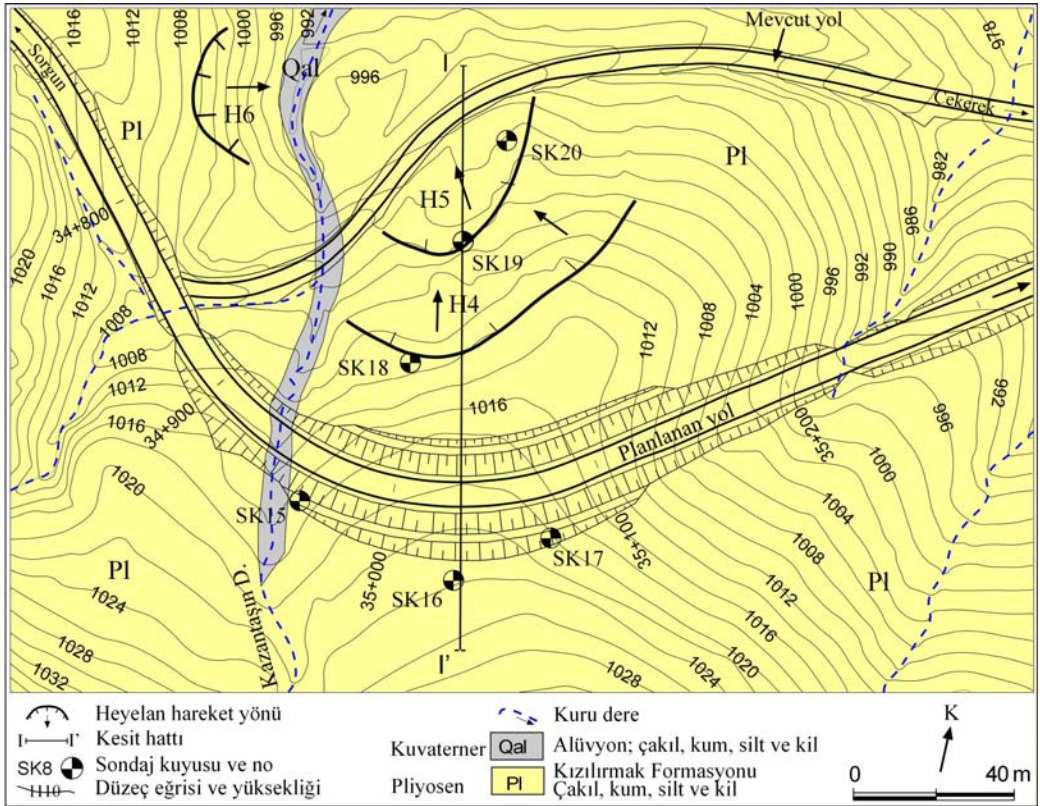 1016
1012
1008
1000
996
992
Mevcut yol
978
Sorgun
Qal
I
996
Pl
H6
Çekerek
SK20
Pl
982
H5
34+800
986
1020
1016
1012
1008
SK19
990
992
996
1000
1004
H4
1008
1012
1008
1012
1016
SK18
1016
992
996
34+900
Planlanan yol
35+200
1000
1020
SK15
1004
35+100
SK17
1008
Pl
35+000
Pl
1012
SK16
1024
1016
Kazantaşın D.
1020
1028
I'
1024
1032
1028
Heyelan hareket yönü
I I' Kesit hattı
SK8 Sondaj kuyusu ve no
1110 Düzeç eğrisi ve yüksekliği
Kuru dere
Kuvaterner Qal Alüvyon; çakıl, kum, silt ve kil
Pliyosen Pl Kızılırmak Formasyonu
Çakıl, kum, silt ve kil
K
0 40 m